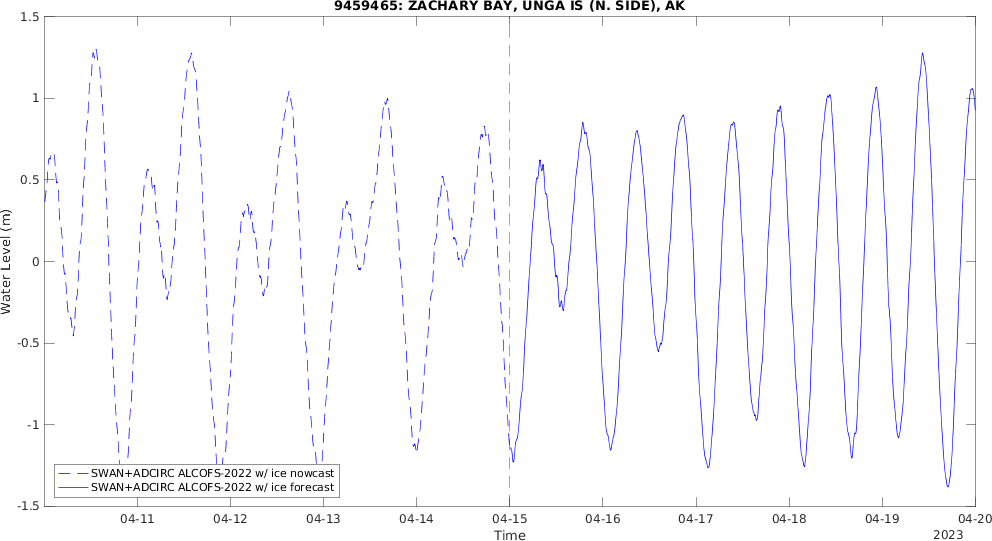 9459465: ZACHARY BAY, UNGA IS (N. SIDE), AK
1.5
1
0.5
0
-0.5
-1
-1.5
Water Level (m)
SWAN+ADCIRC ALCOFS-2022 w/ ice nowcast
SWAN+ADCIRC ALCOFS-2022 w/ ice forecast
04-11 04-12 04-13 04-14 04-15 04-16 04-17 04-18 04-19 04-20
Time
2023